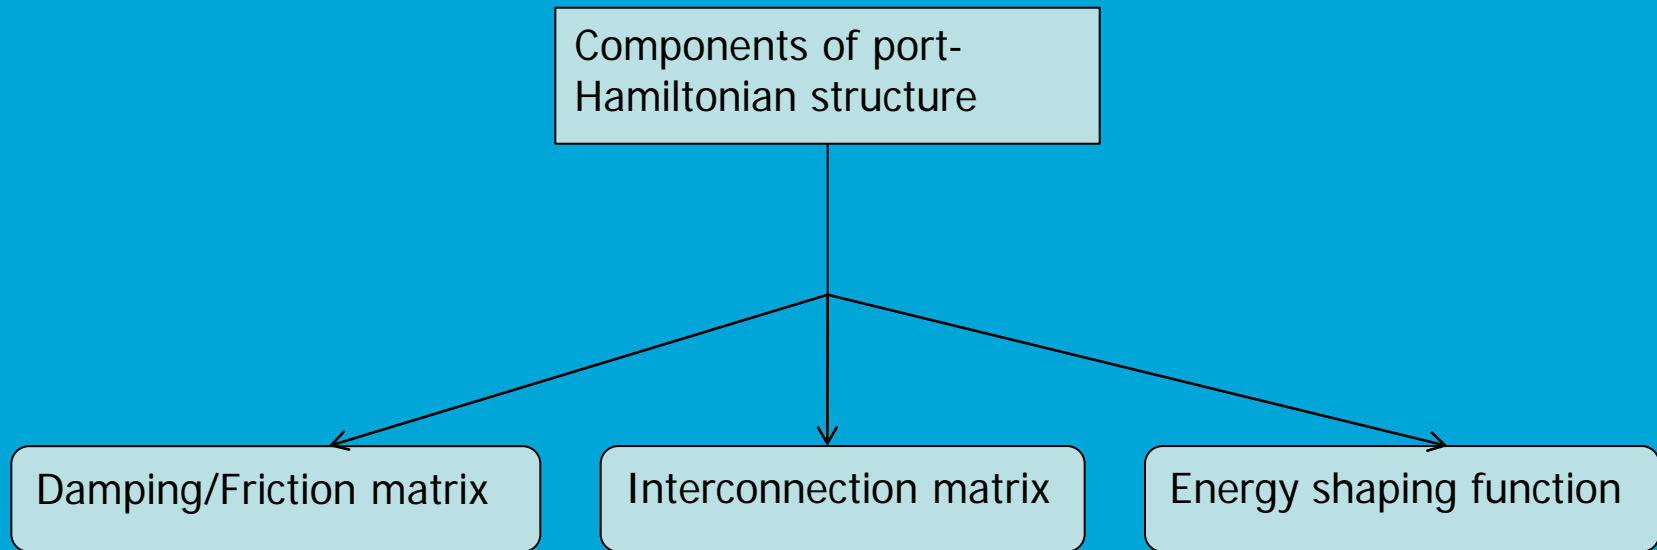 Components of port-
Hamiltonian structure
Damping/Friction matrix
Interconnection matrix
Energy shaping function